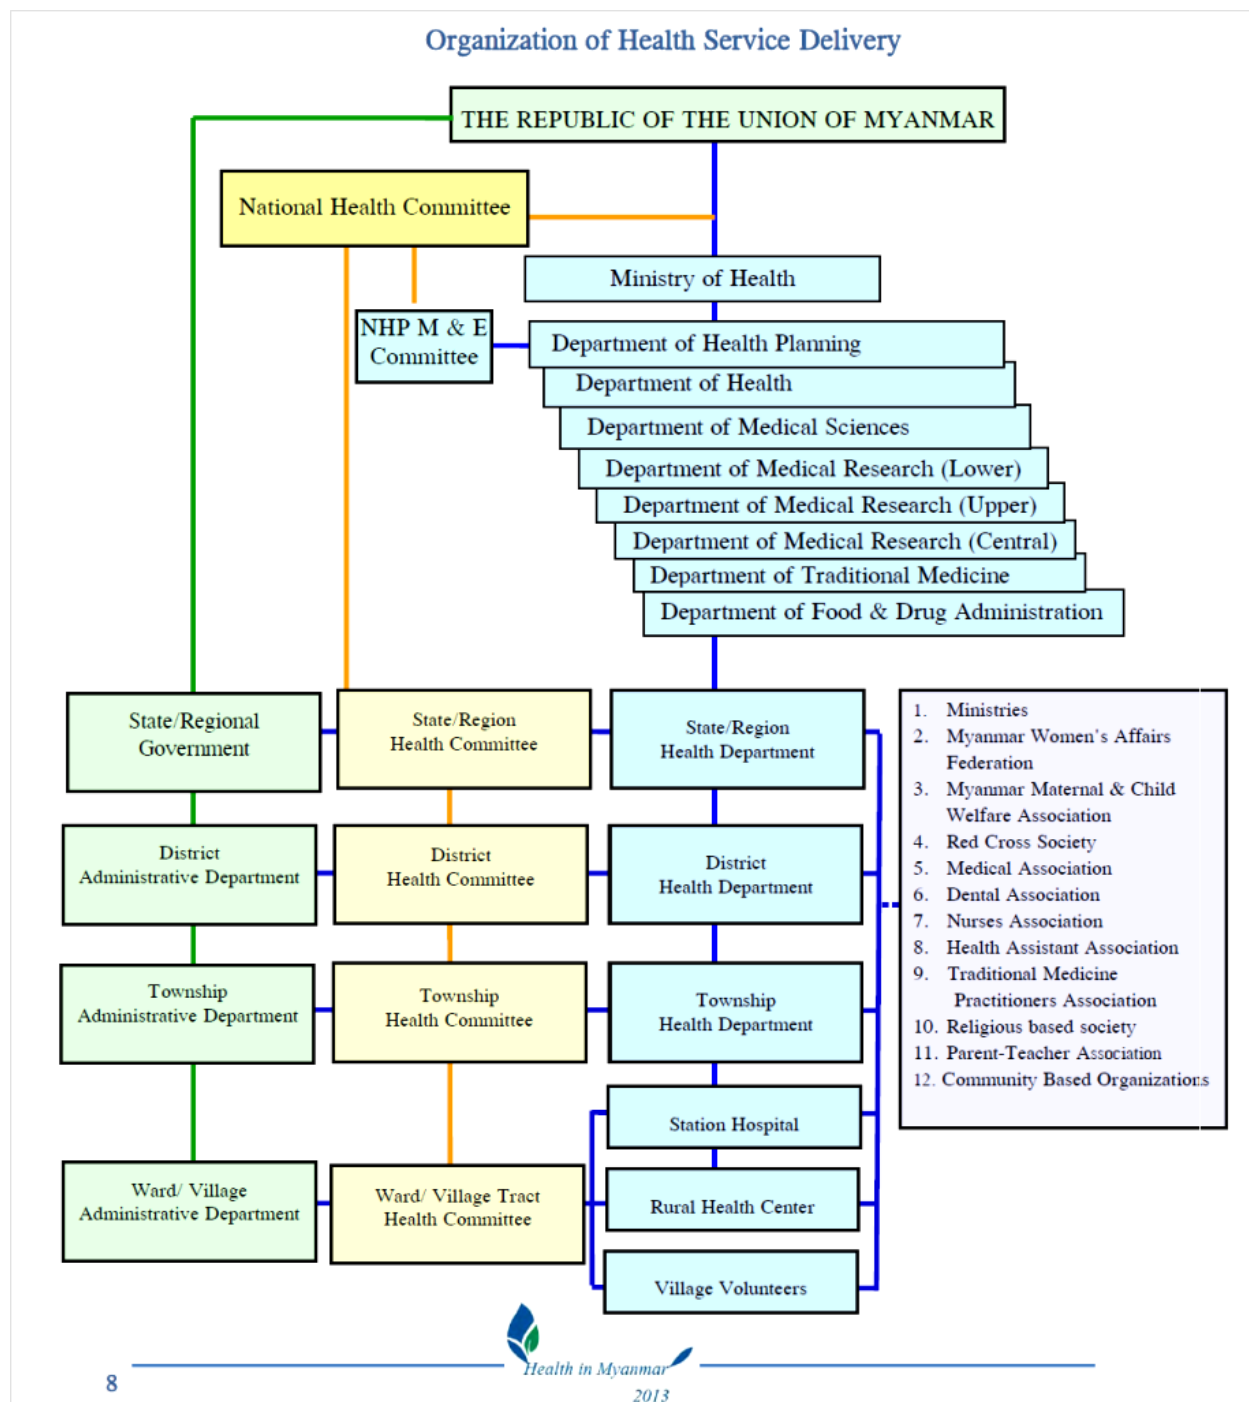 Organization of Health Service Delivery
THE REPUBLIC OF THE UNION OF MYANMAR
National Health Committee
Ministry of Health
NHP M & E
Committee
Department of Health Planning
Department of Health
Department of Medical Sciences
Department of Medical Research (Lower)
Department of Medical Research (Upper)
Department of Medical Research (Central)
Department of Traditional Medicine
Department of Food & Drug Administration
State/Regional
Government
State/Region
Health Committee
State/Region
Health Department
District
Administrative Department
District
Health Committee
District
Health Department
Township
Administrative Department
Township
Health Committee
Township
Health Department
Station Hospital
Ward/ Village
Administrative Department
Ward/ Village Tract
Health Committee
Rural Health Center
Village Volunteers
1. Ministries
2. Myanmar Women's Affairs
Federation
3. Myanmar Maternal & Child
Welfare Association
4. Red Cross Society
5. Medical Association
6. Dental Association
7. Nurses Association
8. Health Assistant Association
9. Traditional Medicine
Practitioners Association
10. Religious based society
11. Parent-Teacher Association
12. Community Based Organizations
Health in Myanmar
2013
8